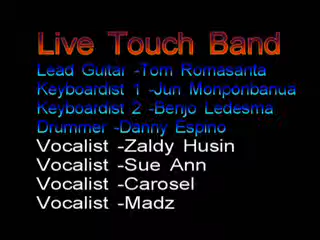 Live Touch Band
Lead Guitar -Tom Romasanta
Keyboardist 1 -Jun Monponbanua
Keyboardist 2 -Benjo Ledesma
Drummer -Danny Espino
Vocalist -Zaldy Husin
Vocalist -Sue Ann
Vocalist -Carosel
Vocalist -Madz